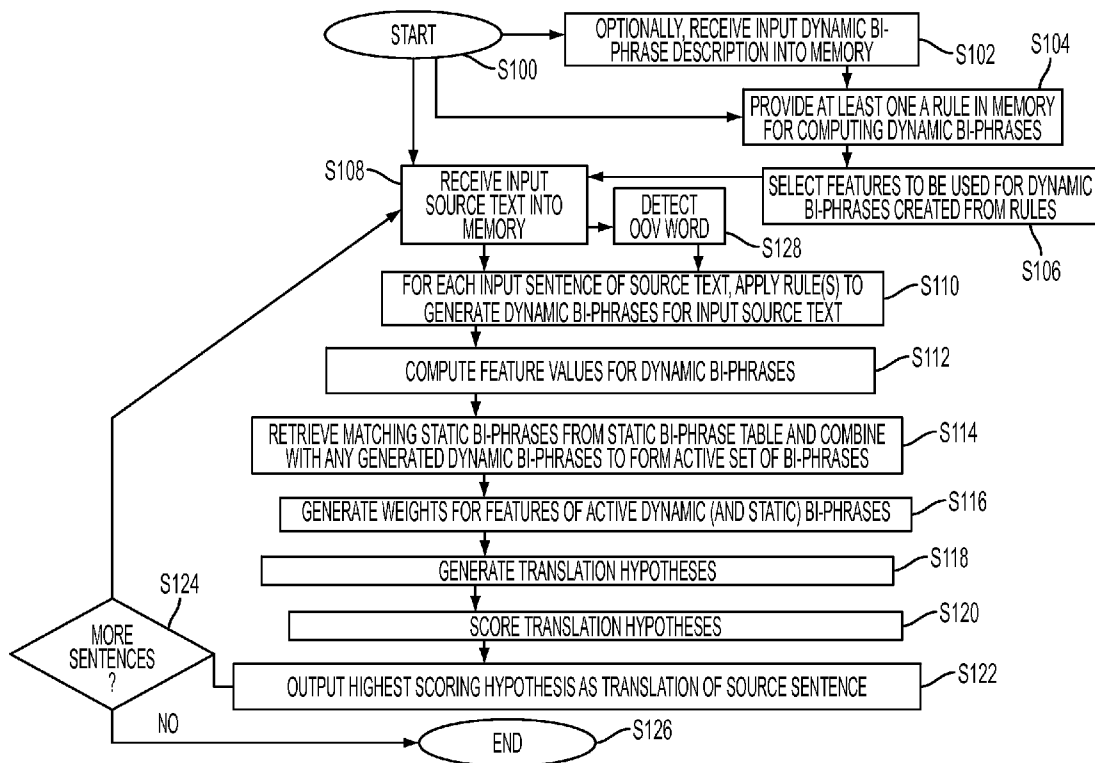 START
S100
OPTIONALLY, RECEIVE INPUT DYNAMIC BI-
PHRASE DESCRIPTION INTO MEMORY
S102
S104
PROVIDE AT LEAST ONE A RULE IN MEMORY
FOR COMPUTING DYNAMIC BI-PHRASES
S108
RECEIVE INPUT
SOURCE TEXT INTO
MEMORY
DETECT
OOV WORD
S128
SELECT FEATURES TO BE USED FOR DYNAMIC
BI-PHRASES CREATED FROM RULES
S106
FOR EACH INPUT SENTENCE OF SOURCE TEXT, APPLY RULE(S) TO
GENERATE DYNAMIC BI-PHRASES FOR INPUT SOURCE TEXT
S110
COMPUTE FEATURE VALUES FOR DYNAMIC BI-PHRASES
S112
RETRIEVE MATCHING STATIC BI-PHRASES FROM STATIC BI-PHRASE TABLE AND COMBINE
WITH ANY GENERATED DYNAMIC BI-PHRASES TO FORM ACTIVE SET OF BI-PHRASES
S114
GENERATE WEIGHTS FOR FEATURES OF ACTIVE DYNAMIC (AND STATIC) BI-PHRASES
S116
GENERATE TRANSLATION HYPOTHESES
S118
SCORE TRANSLATION HYPOTHESES
S120
S124
MORE
SENTENCES
?
OUTPUT HIGHEST SCORING HYPOTHESIS AS TRANSLATION OF SOURCE SENTENCE
S122
NO
END
S126